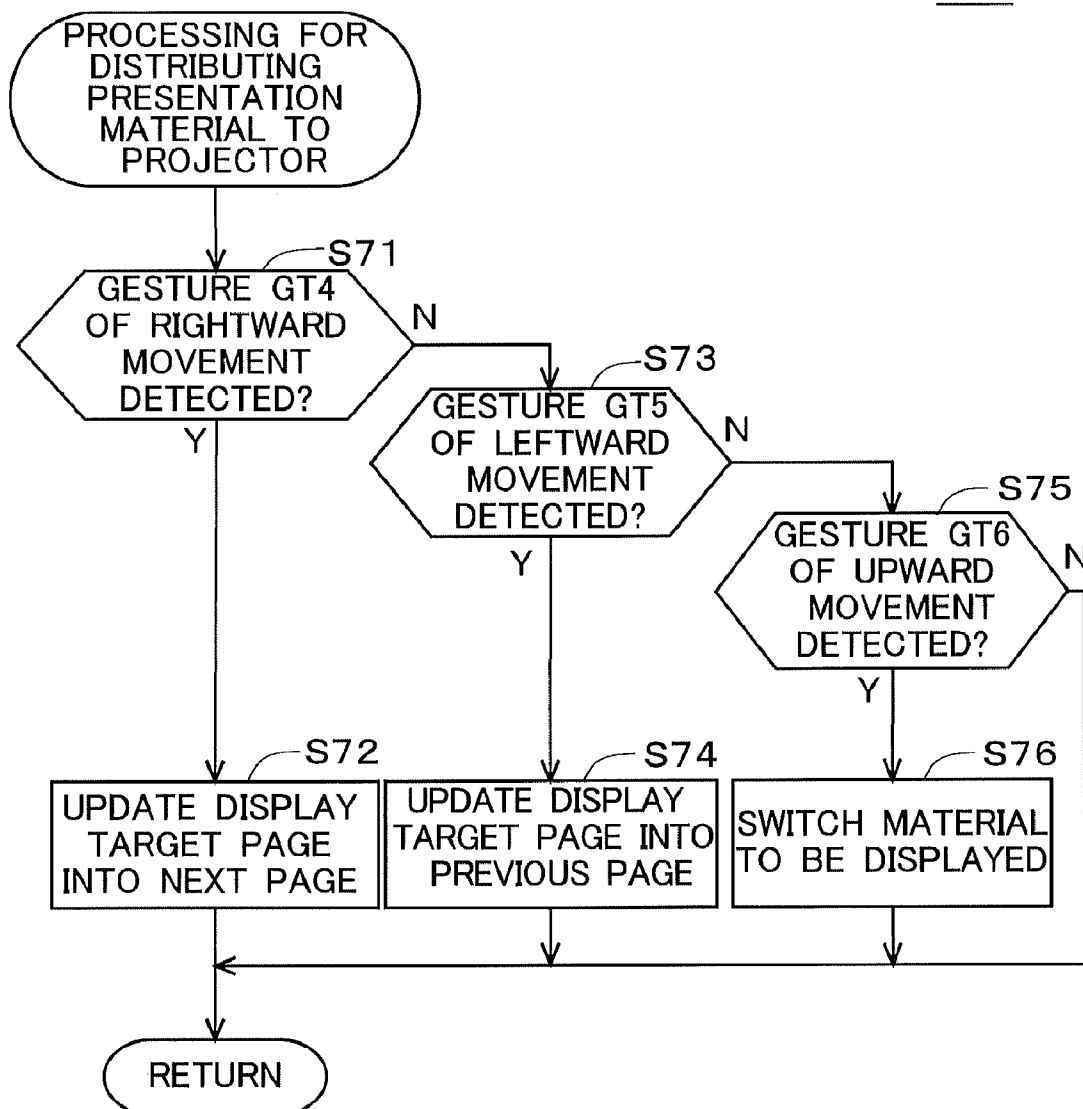 PROCESSING FOR
DISTRIBUTING
PRESENTATION
MATERIAL TO
PROJECTOR
S71
GESTURE GT4
OF RIGHTWARD
MOVEMENT
DETECTED?
N
Y
S73
GESTURE GT5
OF LEFTWARD
MOVEMENT
DETECTED?
N
Y
S75
GESTURE GT6
OF UPWARD
MOVEMENT
DETECTED?
N
Y
S72
UPDATE DISPLAY
TARGET PAGE
INTO NEXT PAGE
S74
UPDATE DISPLAY
TARGET PAGE INTO
PREVIOUS PAGE
S76
SWITCH MATERIAL
TO BE DISPLAYED
RETURN